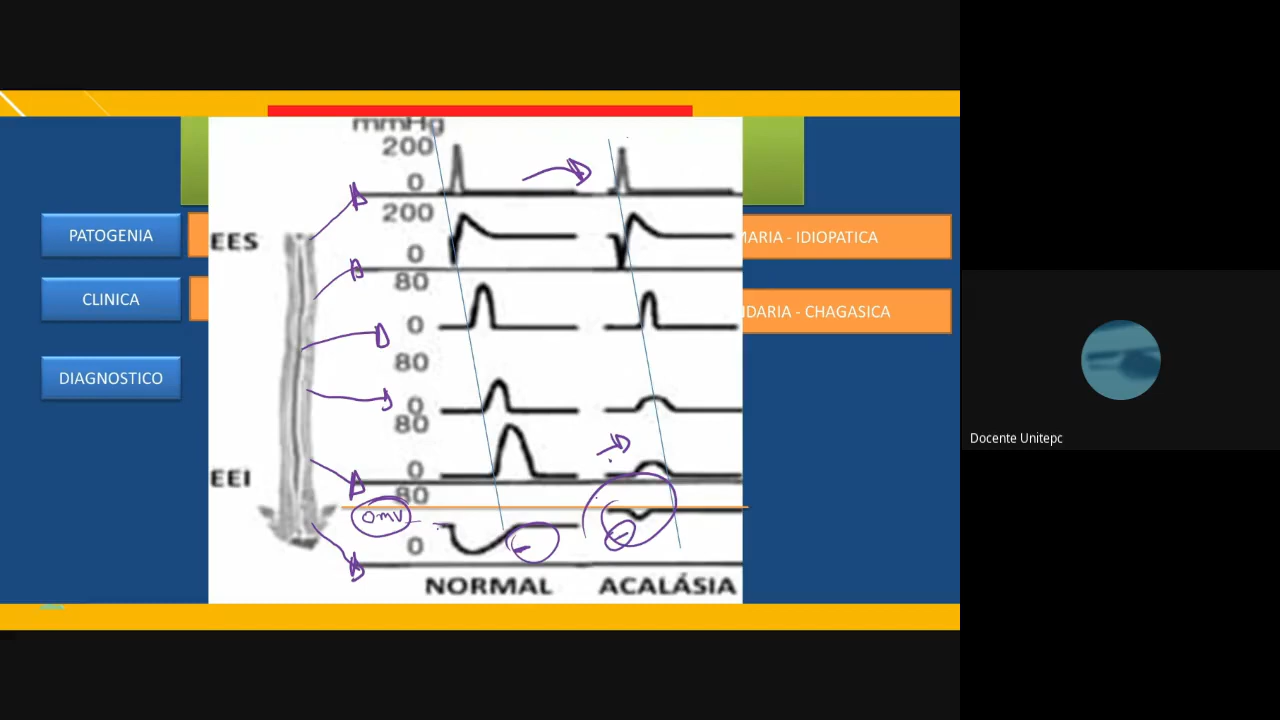 mmHg
200
0
200
0
80
0
80
0
80
0
80
0
EES
EEI
NORMAL
ACALÁSIA
PATOGENIA
CLINICA
DIAGNOSTICO
MARIA - IDIOPATICA
NDARIA - CHAGASICA
0mV
Docente Unitepc